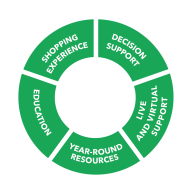 SHOPPING
EXPERIENCE
DECISION
SUPPORT
LIVE
AND VIRTUAL
SUPPORT
YEAR-ROUND
RESOURCES
EDUCATION